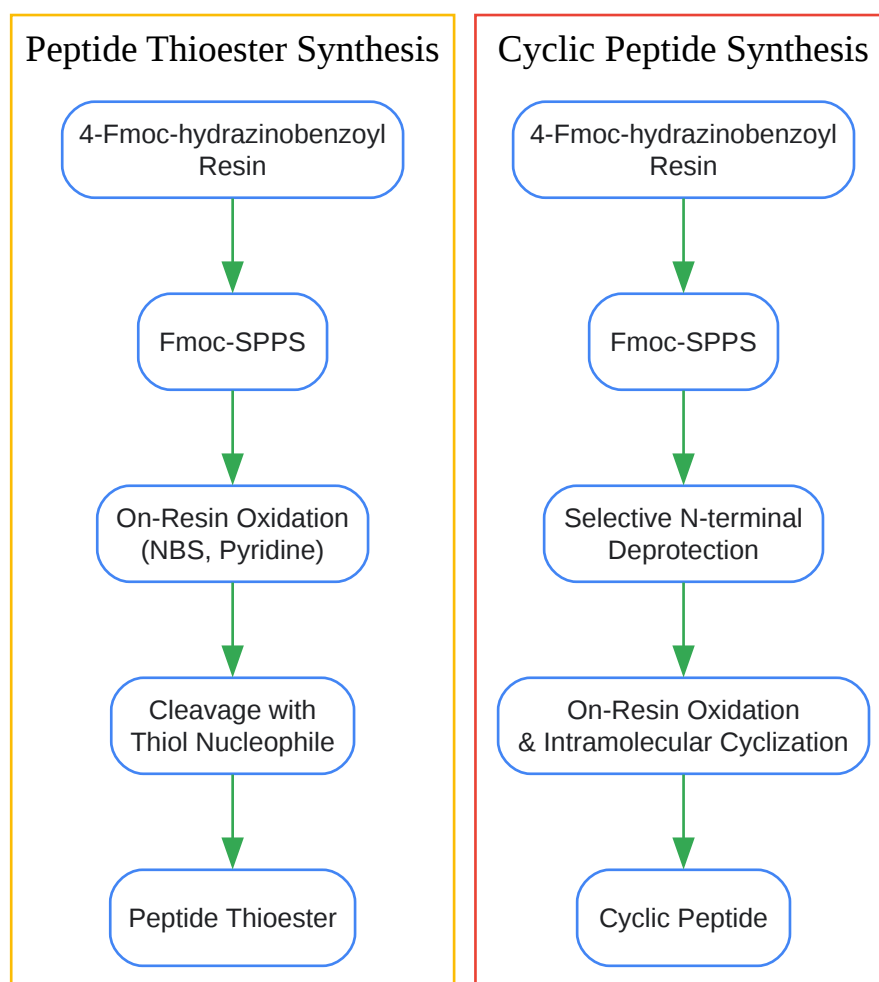 Peptide Thioester Synthesis
4-Fmoc-hydrazinobenzoyl
Resin
Fmoc-SPPS
On-Resin Oxidation
(NBS, Pyridine)
Cleavage with
Thiol Nucleophile
Peptide Thioester
Cyclic Peptide Synthesis
4-Fmoc-hydrazinobenzoyl
Resin
Fmoc-SPPS
Selective N-terminal
Deprotection
On-Resin Oxidation
& Intramolecular Cyclization
Cyclic Peptide